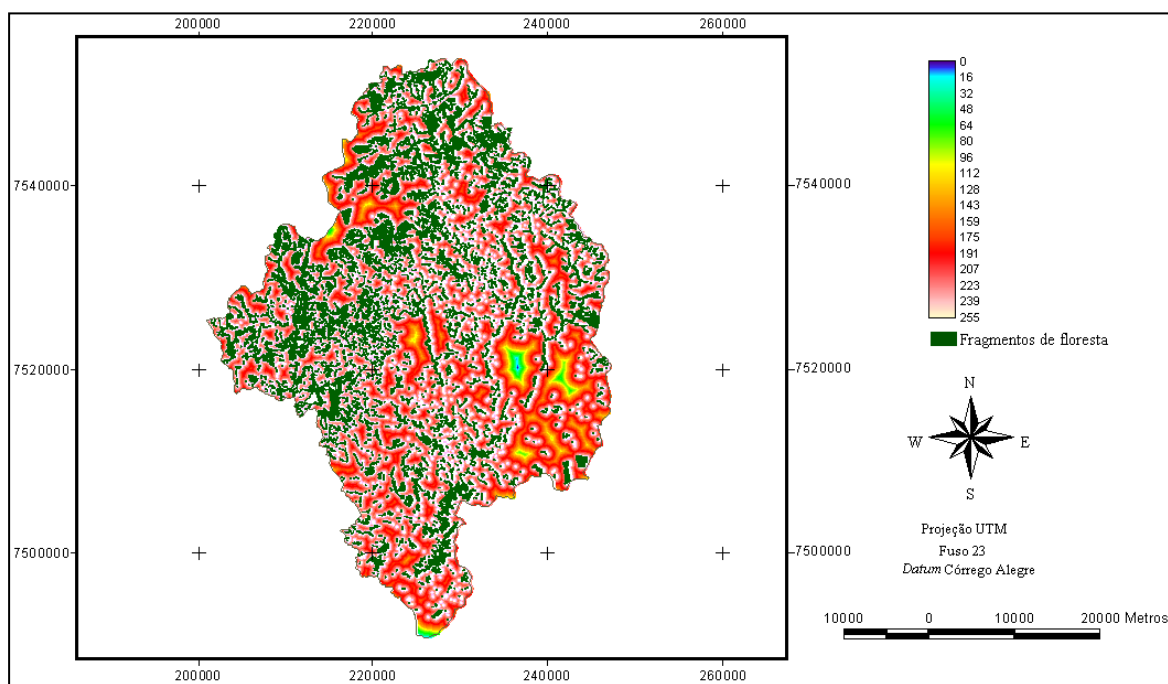 200000 220000 240000 260000
7540000 7540000
7520000 7520000
7500000 7500000
200000 220000 240000 260000
0
16
32
48
64
80
96
112
128
143
159
175
191
207
223
239
255
Fragmentos de floresta
N
W E
S
Projeção UTM
Fuso 23
Datum Córrego Alegre
10000 0 10000 20000 Metros